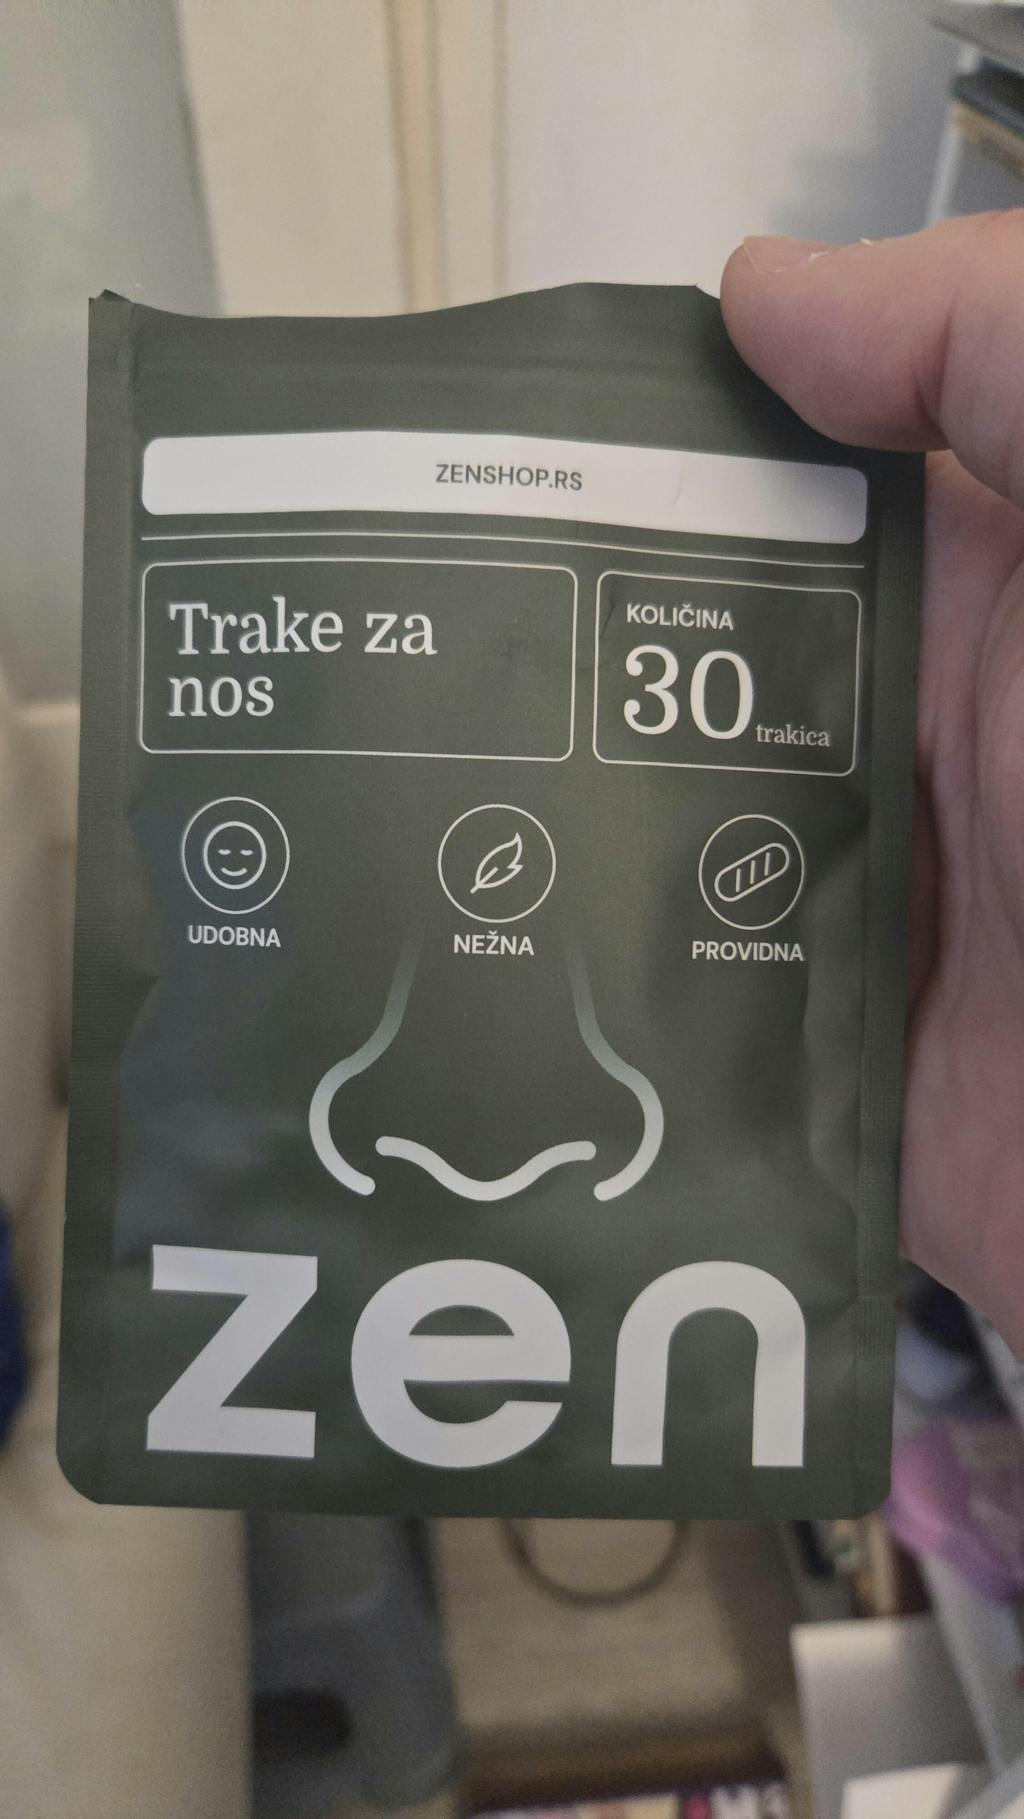 ZENSHOP.RS
Trake za
nos
KOLIČINA
30 trakica
UDOBNA
NEŽNA
PROVIDNA
zen